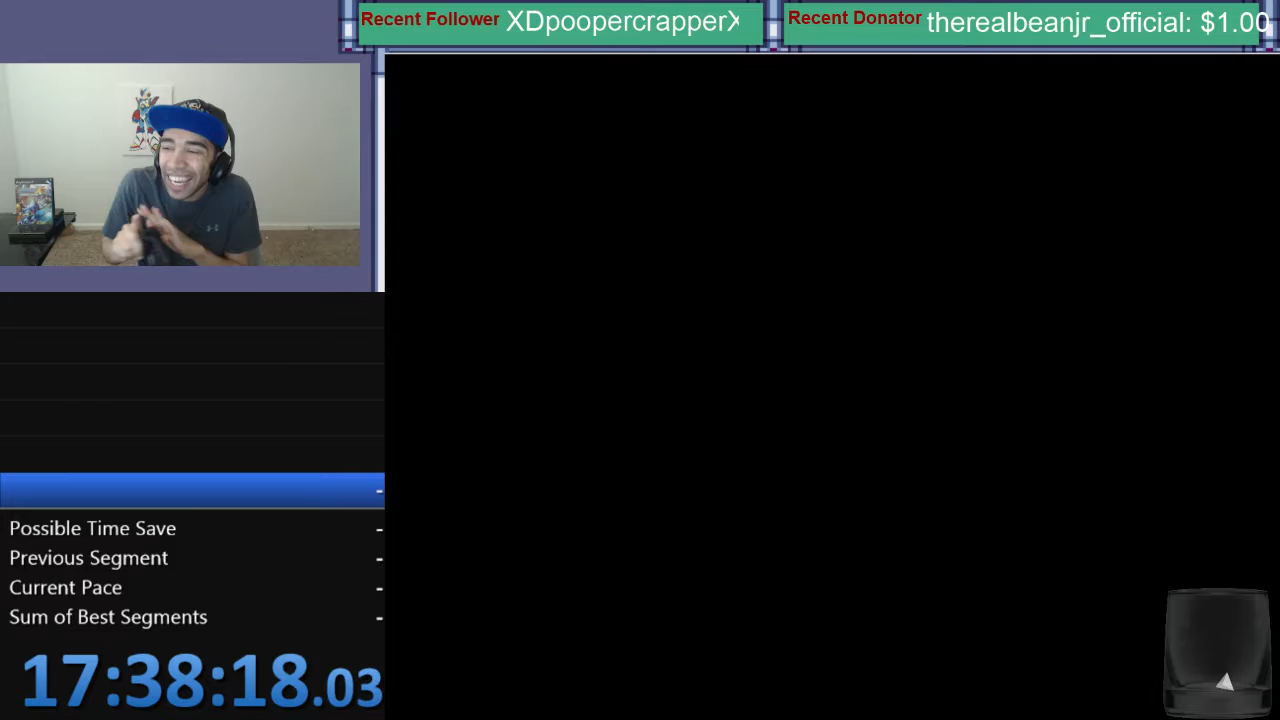 Recent Follower XDpoopercrapperX
Recent Donator therealbeanjr_official: $1.00
-
Possible Time Save -
Previous Segment -
Current Pace -
Sum of Best Segments -
17:38:18.03